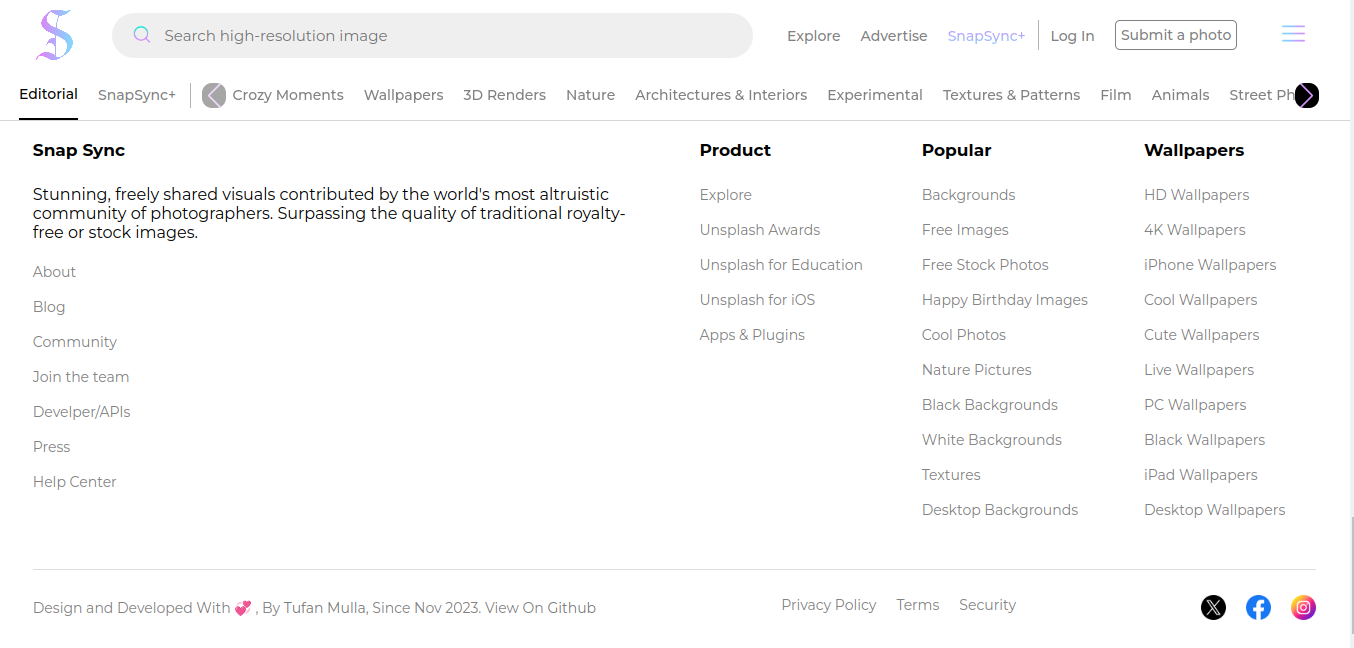 S
Search high-resolution image
Explore
Advertise
SnapSync+
Log In
Submit a photo
Editorial
SnapSync+
Crozy Moments
Wallpapers
3D Renders
Nature
Architectures & Interiors
Experimental
Textures & Patterns
Film
Animals
Street Ph
Snap Sync
Stunning, freely shared visuals contributed by the world's most altruistic
community of photographers. Surpassing the quality of traditional royalty-
free or stock images.
About
Blog
Community
Join the team
Develper/APIs
Press
Help Center
Product
Explore
Unsplash Awards
Unsplash for Education
Unsplash for iOS
Apps & Plugins
Popular
Backgrounds
Free Images
Free Stock Photos
Happy Birthday Images
Cool Photos
Nature Pictures
Black Backgrounds
White Backgrounds
Textures
Desktop Backgrounds
Wallpapers
HD Wallpapers
4K Wallpapers
iPhone Wallpapers
Cool Wallpapers
Cute Wallpapers
Live Wallpapers
PC Wallpapers
Black Wallpapers
iPad Wallpapers
Desktop Wallpapers
Design and Developed With 💞 , By Tufan Mulla, Since Nov 2023. View On Github
Privacy Policy
Terms
Security